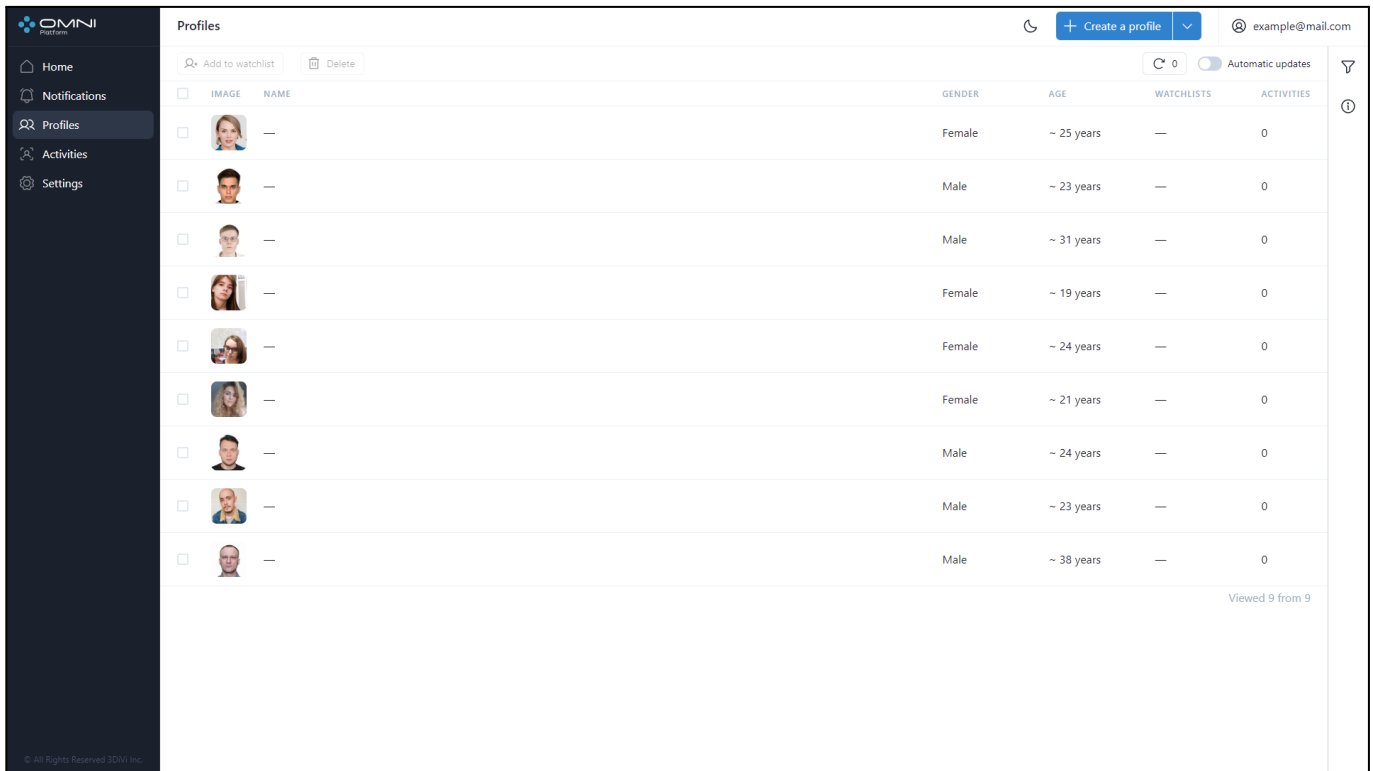 OMNI
Platform
Profiles
Create a profile
example@mail.com
Home
Notifications
Profiles
Activities
Settings
Add to watchlist
Delete
0
Automatic updates
IMAGE NAME GENDER AGE WATCHLISTS ACTIVITIES
— Female ~ 25 years — 0
— Male ~ 23 years — 0
— Male ~ 31 years — 0
— Female ~ 19 years — 0
— Female ~ 24 years — 0
— Female ~ 21 years — 0
— Male ~ 24 years — 0
— Male ~ 23 years — 0
— Male ~ 38 years — 0
Viewed 9 from 9
© All Rights Reserved 3DiVi Inc.